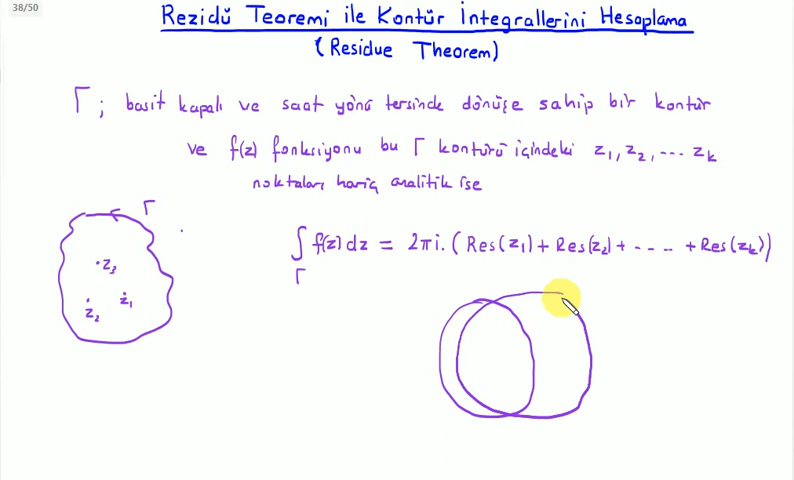 38/50
Rezidü Teoremi ile Kontür İntegrallerini Hesaplama
(Residue Theorem)
Γ; basit kapalı ve saat yönü tersinde dönüşe sahip bir kontür
ve f(z) fonksiyonu bu Γ kontürü içindeki z₁, z₂, ... zₖ
noktaları hariç analitik ise
Γ
∫ f(z) dz = 2πi. (Res(z₁) + Res(z₂) + - - - - + Res(zₖ))
Γ
z₃
z₂ z₁